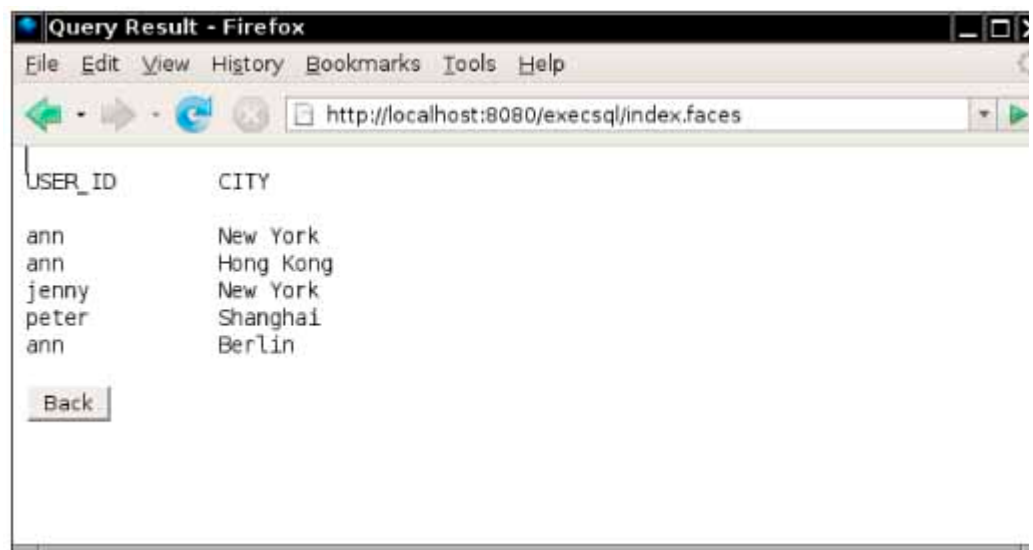 Query Result - Firefox
File Edit View History Bookmarks Tools Help
http://localhost:8080/execsql/index.faces
USER_ID CITY
ann New York
ann Hong Kong
jenny New York
peter Shanghai
ann Berlin
Back